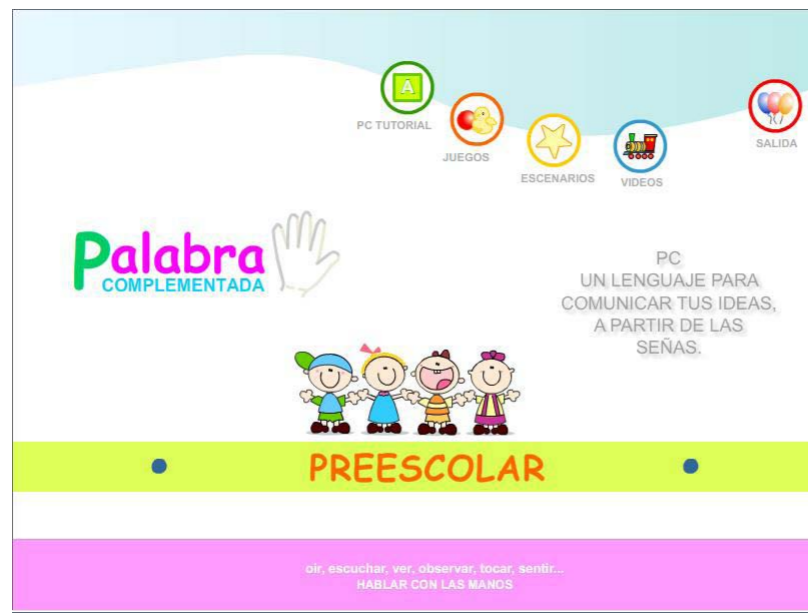 A
PC TUTORIAL
JUEGOS
ESCENARIOS
VIDEOS
SALIDA
Palabra
COMPLEMENTADA
PC
UN LENGUAJE PARA
COMUNICAR TUS IDEAS,
A PARTIR DE LAS
SEÑAS.
PREESCOLAR
oir, escuchar, ver, observar, tocar, sentir...
HABLAR CON LAS MANOS